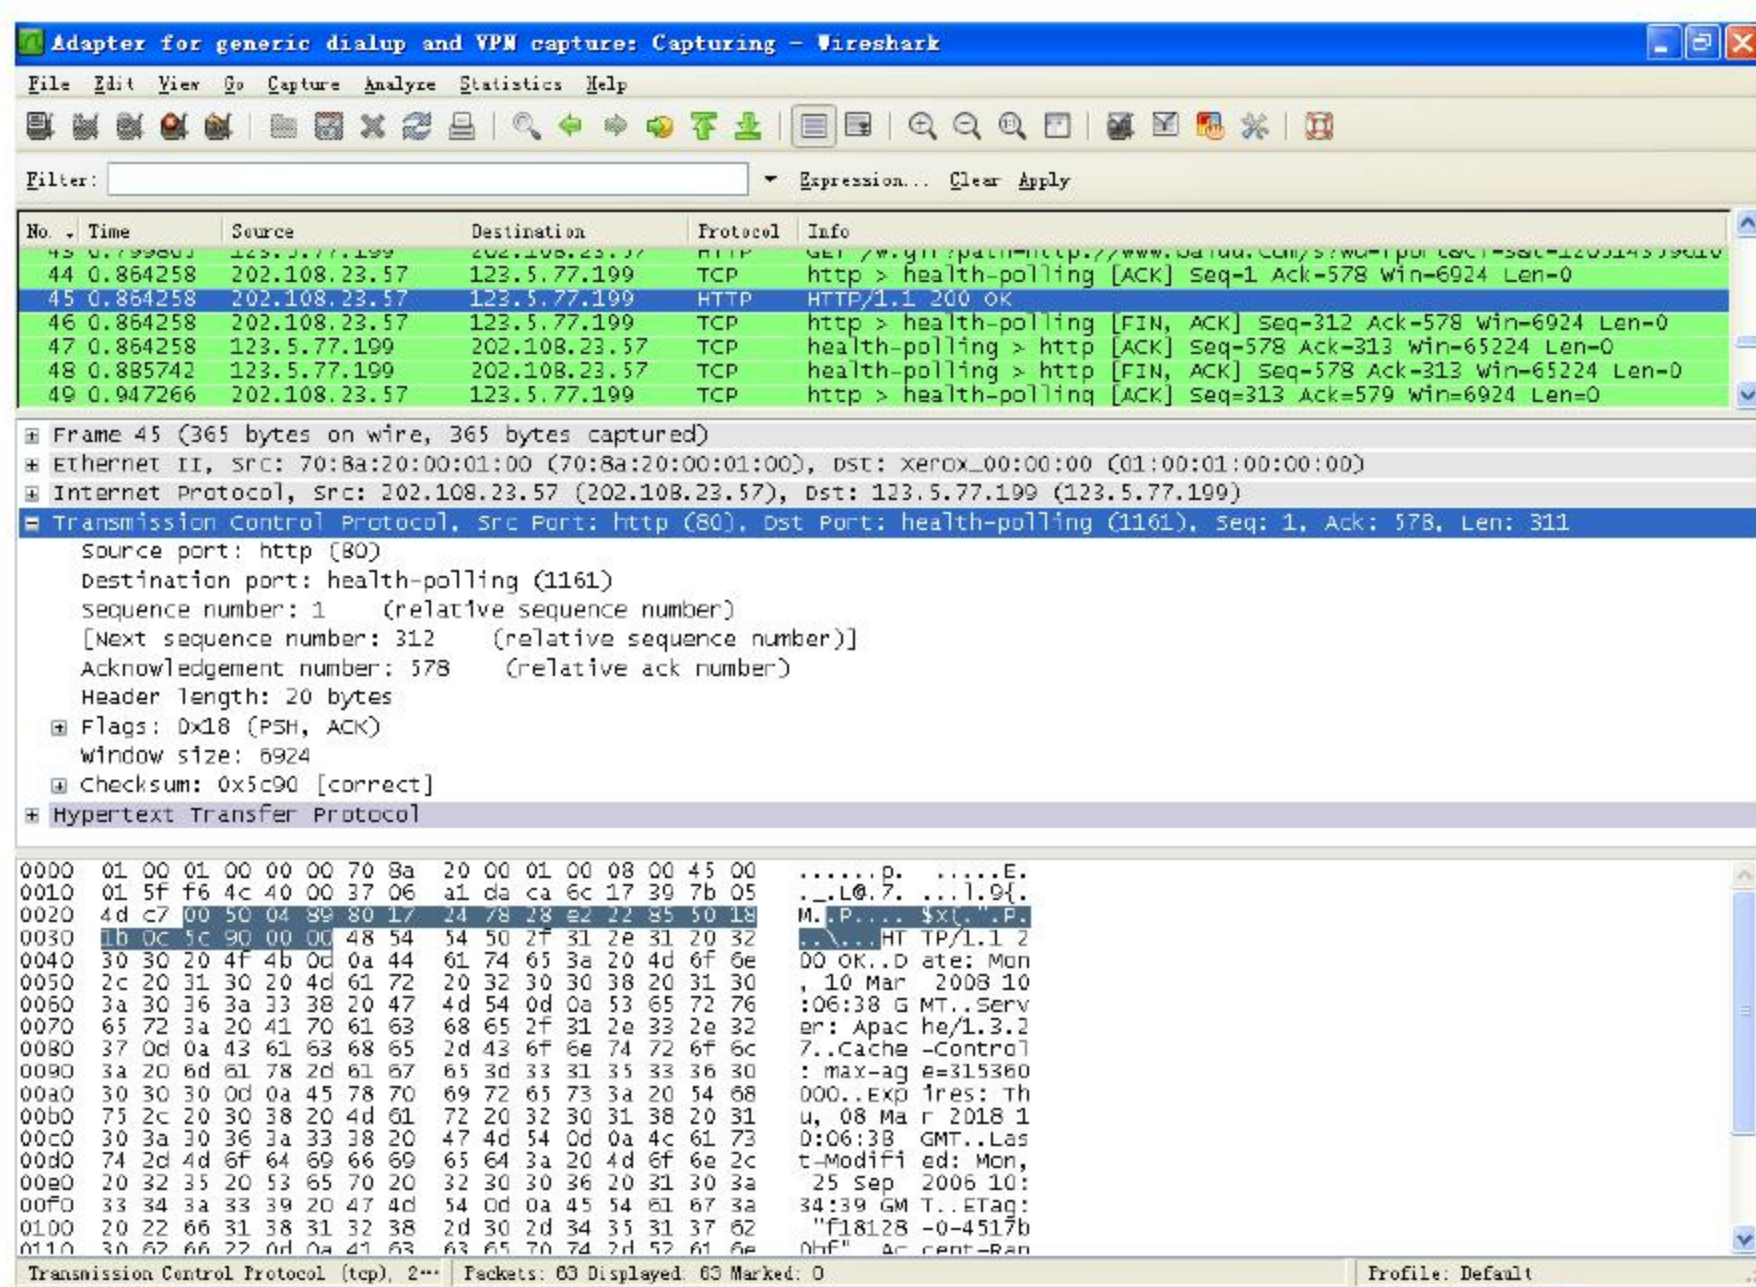 Adapter for generic dialup and VPN capture: Capturing - Wireshark
File Edit View Go Capture Analyze Statistics Help
Filter: Expression... Clear Apply
No. Time Source Destination Protocol Info
44 0.864258 202.108.23.57 123.5.77.199 TCP http > health-polling [ACK] Seq=1 Ack=578 Win=6924 Len=0
45 0.864258 202.108.23.57 123.5.77.199 HTTP HTTP/1.1 200 OK
46 0.864258 202.108.23.57 123.5.77.199 TCP http > health-polling [FIN, ACK] Seq=312 Ack=578 Win=6924 Len=0
47 0.864258 123.5.77.199 202.108.23.57 TCP health-polling > http [ACK] Seq=578 Ack=313 Win=65224 Len=0
48 0.885742 123.5.77.199 202.108.23.57 TCP health-polling > http [FIN, ACK] Seq=578 Ack=313 Win=65224 Len=0
49 0.947266 202.108.23.57 123.5.77.199 TCP http > health-polling [ACK] Seq=313 Ack=579 Win=6924 Len=0
Frame 45 (365 bytes on wire, 365 bytes captured)
Ethernet II, Src: 70:8a:20:00:01:00 (70:8a:20:00:01:00), Dst: Xerox_00:00:00 (01:00:01:00:00:00)
Internet Protocol, Src: 202.108.23.57 (202.108.23.57), Dst: 123.5.77.199 (123.5.77.199)
Transmission Control Protocol, Src Port: http (80), Dst Port: health-polling (1161), Seq: 1, Ack: 578, Len: 311
Source port: http (80)
Destination port: health-polling (1161)
Sequence number: 1 (relative sequence number)
[Next sequence number: 312 (relative sequence number)]
Acknowledgement number: 578 (relative ack number)
Header length: 20 bytes
Flags: 0x18 (PSH, ACK)
Window size: 6924
Checksum: 0x5c90 [correct]
Hypertext Transfer Protocol
0000 01 00 01 00 00 00 70 8a 20 00 01 00 08 00 45 00 ......p. .....E.
0010 01 5f f6 4c 40 00 37 06 a1 da ca 6c 17 39 7b 05 ._.L@.7. ...l.9{.
0020 4d c7 00 50 04 89 80 17 24 78 28 e2 22 85 50 18 M..P.... $x(.".P.
0030 1b 0c 5c 90 00 00 48 54 54 50 2f 31 2e 31 20 32 ..\...HT TP/1.1 2
0040 30 30 20 4f 4b 0d 0a 44 61 74 65 3a 20 4d 6f 6e 00 OK..D ate: Mon
0050 2c 20 31 30 20 4d 61 72 20 32 30 30 38 20 31 30 , 10 Mar 2008 10
0060 3a 30 36 3a 33 38 20 47 4d 54 0d 0a 53 65 72 76 :06:38 G MT..Serv
0070 65 72 3a 20 41 70 61 63 68 65 2f 31 2e 33 2e 32 er: Apac he/1.3.2
0080 37 0d 0a 43 61 63 68 65 2d 43 6f 6e 74 72 6f 6c 7..Cache -Control
0090 3a 20 6d 61 78 2d 61 67 65 3d 33 31 35 33 36 30 : max-ag e=315360
00a0 30 30 30 0d 0a 45 78 70 69 72 65 73 3a 20 54 68 000..Exp ires: Th
00b0 75 2c 20 30 38 20 4d 61 72 20 32 30 31 38 20 31 u, 08 Ma r 2018 1
00c0 30 3a 30 36 3a 33 38 20 47 4d 54 0d 0a 4c 61 73 0:06:38 GMT..Las
00d0 74 2d 4d 6f 64 69 66 69 65 64 3a 20 4d 6f 6e 2c t-Modifi ed: Mon,
00e0 20 32 35 20 53 65 70 20 32 30 30 36 20 31 30 3a 25 Sep 2006 10:
00f0 33 34 3a 33 39 20 47 4d 54 0d 0a 45 54 61 67 3a 34:39 GM T..ETag:
0100 20 22 66 31 38 31 32 38 2d 30 2d 34 35 31 37 62 "f18128 -0-4517b
0110 30 62 66 22 0d 0a 41 63 63 65 70 74 2d 52 61 6e 0bf"..Ac cept-Ran
Transmission Control Protocol (tcp), 2... Packets: 63 Displayed: 63 Marked: 0 Profile: Default